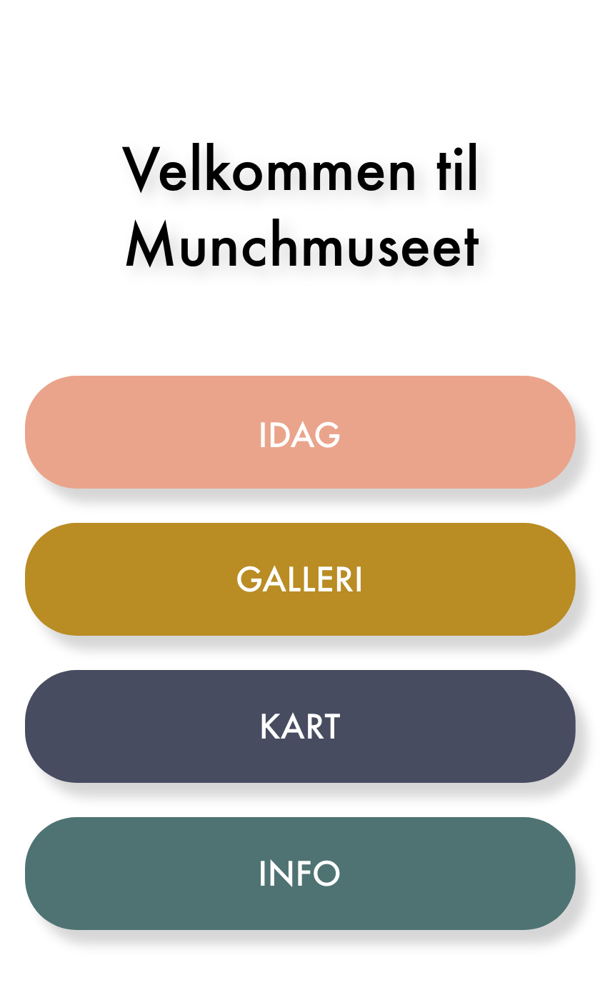 Velkommen til
Munchmuseet
IDAG
GALLERI
KART
INFO